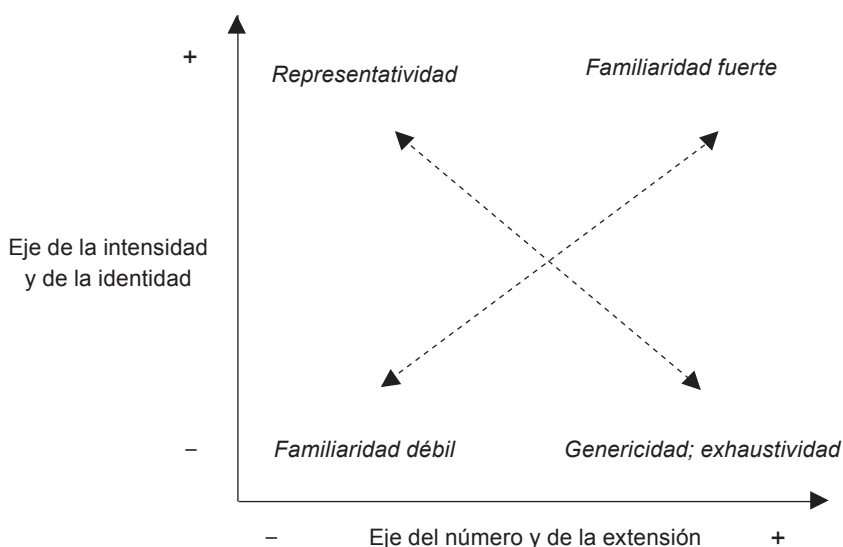 +
Representatividad
Familiaridad fuerte
Eje de la intensidad
y de la identidad
−
Familiaridad débil
Genericidad; exhaustividad
−
Eje del número y de la extensión
+